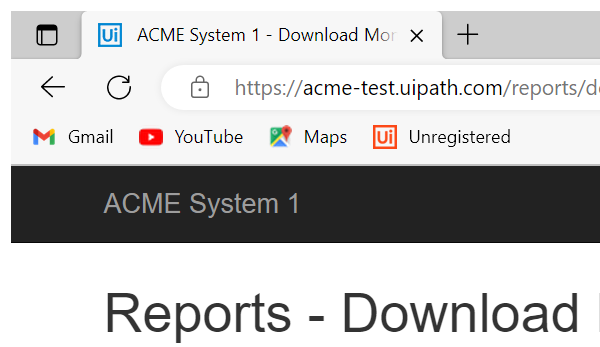 Ui ACME System 1 - Download Mor
https://acme-test.uipath.com/reports/d
Gmail YouTube Maps Ui Unregistered
ACME System 1
Reports - Download